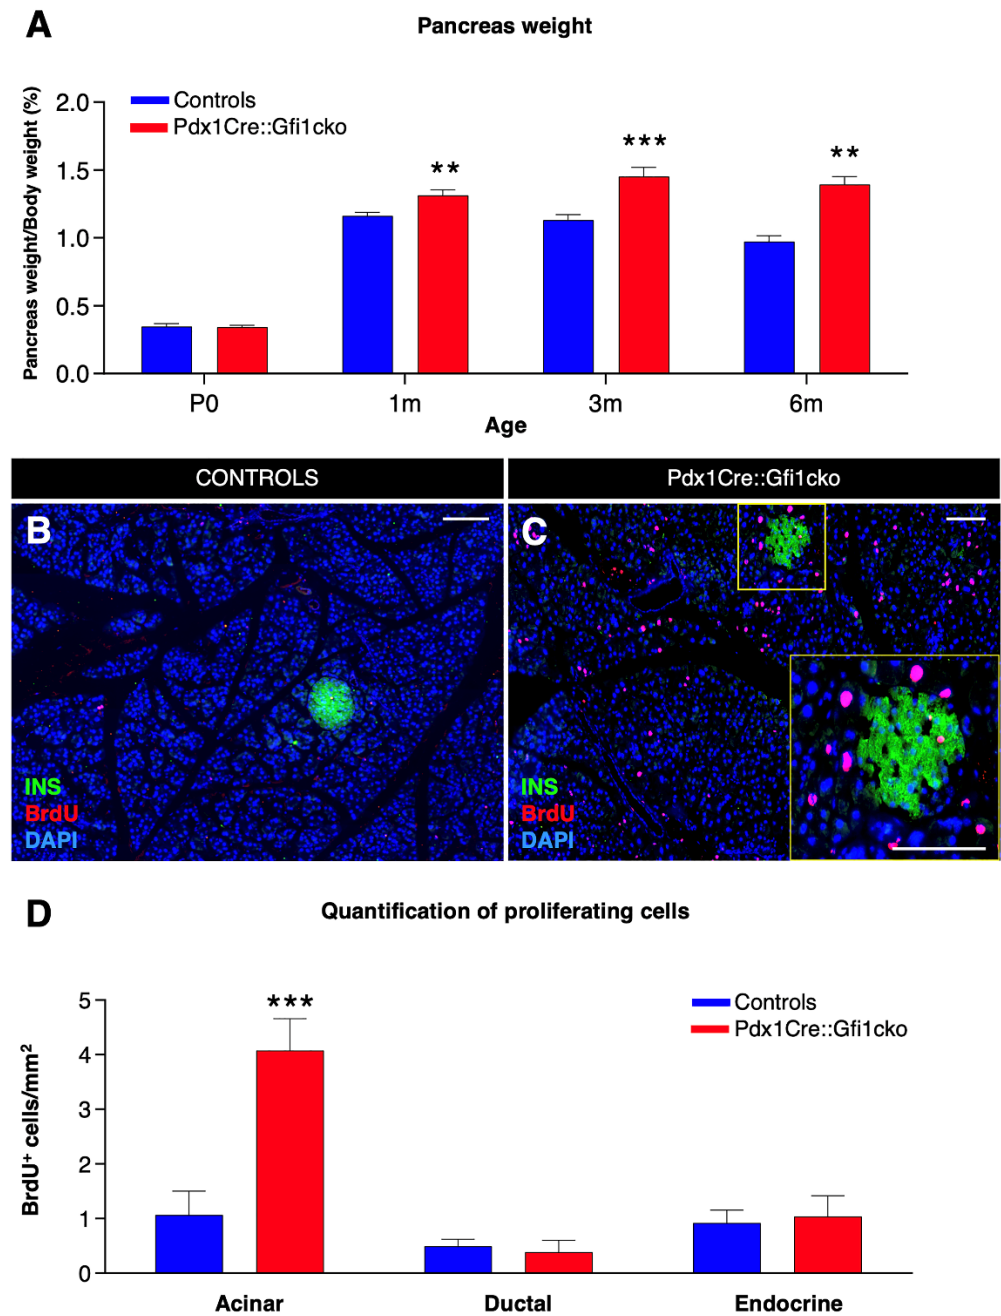 A
Pancreas weight
Controls
Pdx1Cre::Gfi1cko
Pancreas weight/Body weight (%)
2.0
1.5
1.0
0.5
0.0
**
***
**
P0 1m 3m 6m
Age
CONTROLS
Pdx1Cre::Gfi1cko
B
INS
BrdU
DAPI
C
INS
BrdU
DAPI
D
Quantification of proliferating cells
Controls
Pdx1Cre::Gfi1cko
BrdU⁺ cells/mm²
5
4
3
2
1
0
***
Acinar Ductal Endocrine